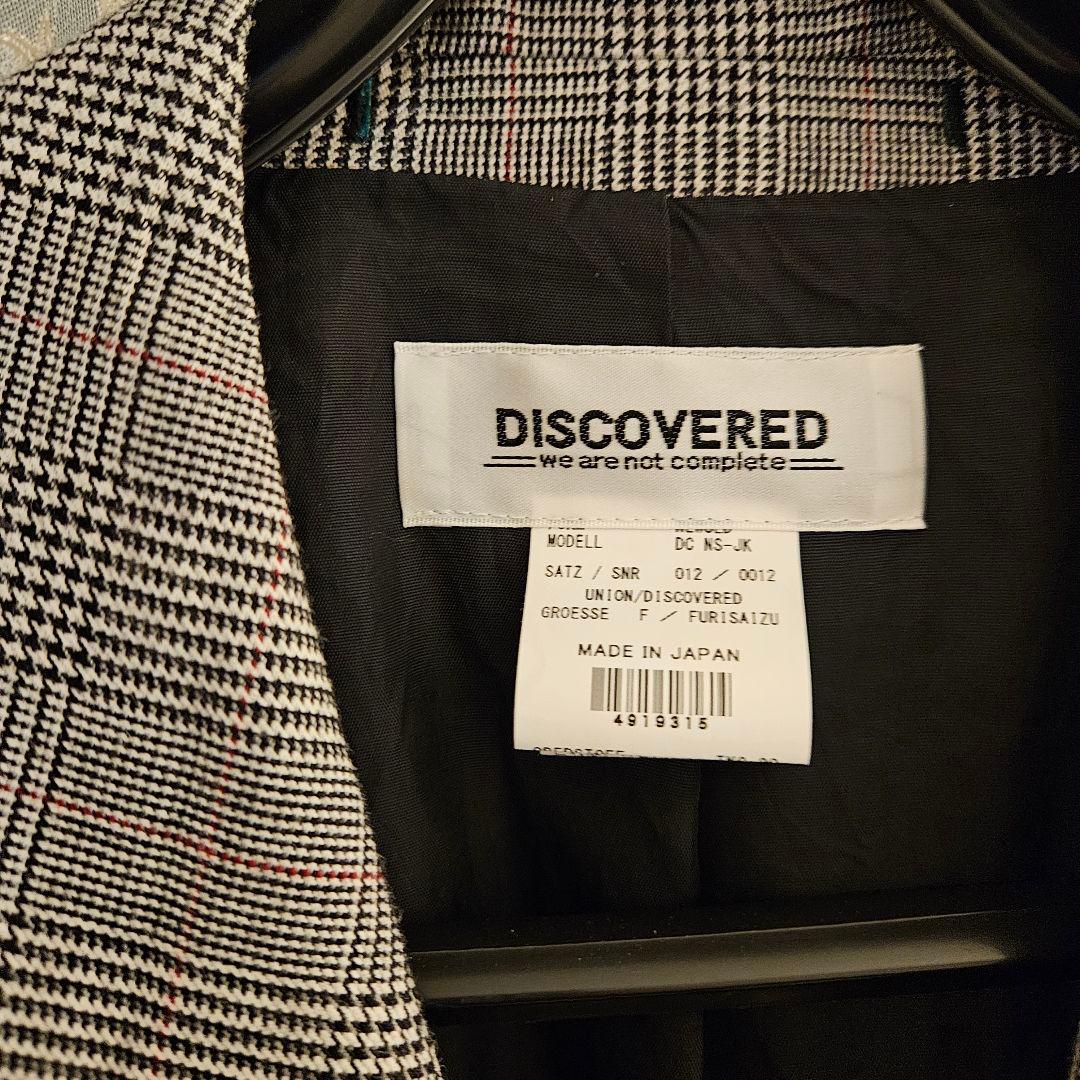 DISCOVERED
we are not complete
MODELL DC NS-JK
SATZ / SNR 012 / 0012
UNION/DISCOVERED
GROESSE F / FURISAIZU
MADE IN JAPAN
4919315